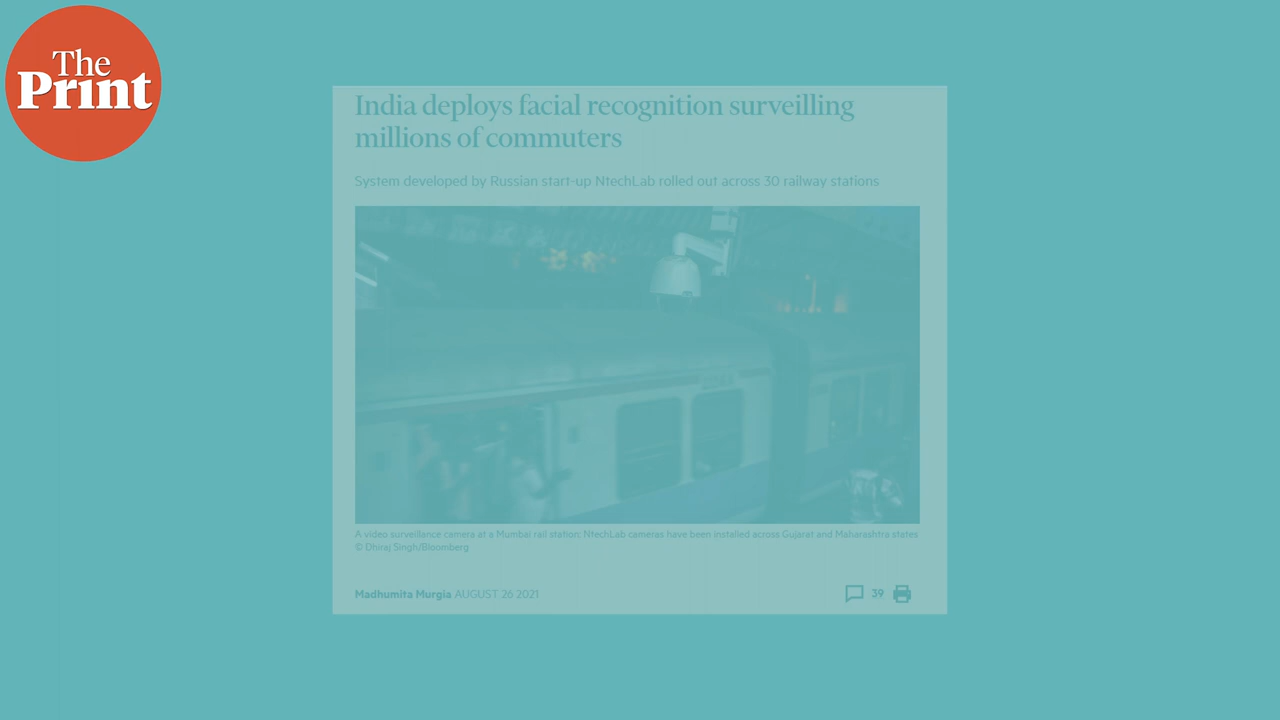 The
Print
India deploys facial recognition surveilling
millions of commuters
System developed by Russian start-up NtechLab rolled out across 30 railway stations
A video surveillance camera at a Mumbai rail station: NtechLab cameras have been installed across Gujarat and Maharashtra states
© Dhiraj Singh/Bloomberg
Madhumita Murgia AUGUST 26 2021
39